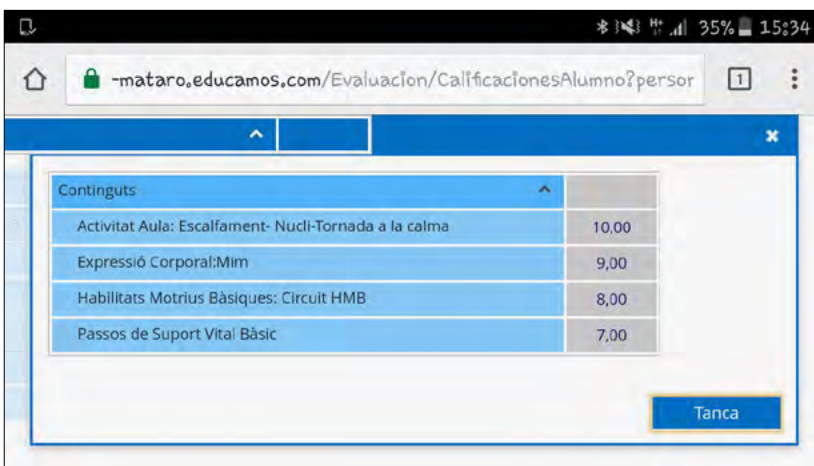 H+ 35% 15:34
-mataro.educamos.com/Evaluacion/CalificacionesAlumno?persor 1
Continguts
Activitat Aula: Escalfament- Nucli-Tornada a la calma 10,00
Expressió Corporal:Mim 9,00
Habilitats Motrius Bàsiques: Circuit HMB 8,00
Passos de Suport Vital Bàsic 7,00
Tanca